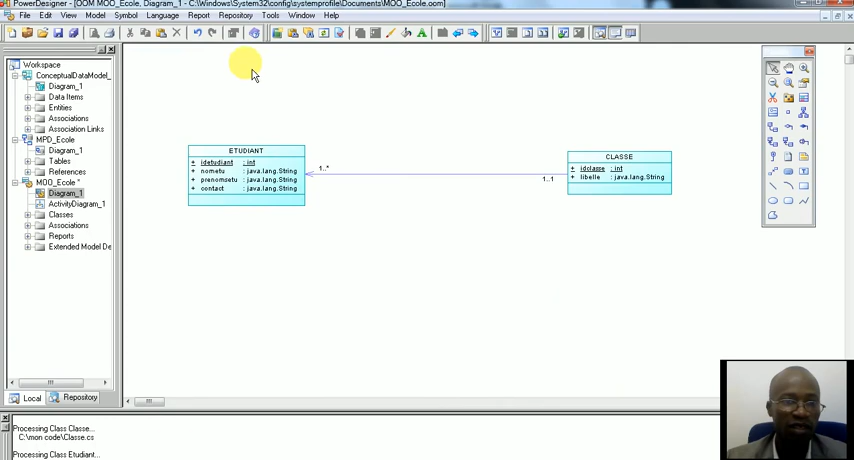 PowerDesigner - [OOM MOO_Ecole, Diagram_1 - C:\Windows\System32\config\systemprofile\Documents\MOO_Ecole.oom]
File Edit View Model Symbol Language Report Repository Tools Window Help
Workspace
ConceptualDataModel_
Diagram_1
Data Items
Entities
Associations
Association Links
MPD_Ecole
Diagram_1
Tables
References
MOO_Ecole *
Diagram_1
ActivityDiagram_1
Classes
Associations
Reports
Extended Model De
Local Repository
ETUDIANT
+ idetudiant : int
+ nometu : java.lang.String
+ prenometu : java.lang.String
+ contact : java.lang.String
1..*
1..1
CLASSE
+ idclasse : int
+ libelle : java.lang.String
Processing Class Classe...
C:\mon code\Classe.cs
Processing Class Etudiant...